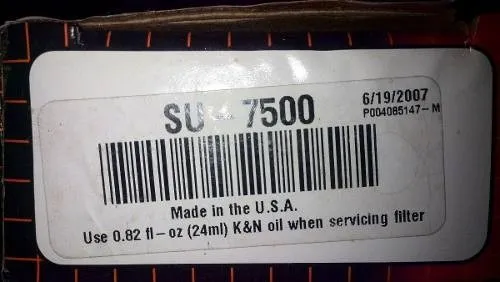 SU-7500
6/19/2007
P004085147-M
Made in the U.S.A.
Use 0.82 fl-oz (24ml) K&N oil when servicing filter